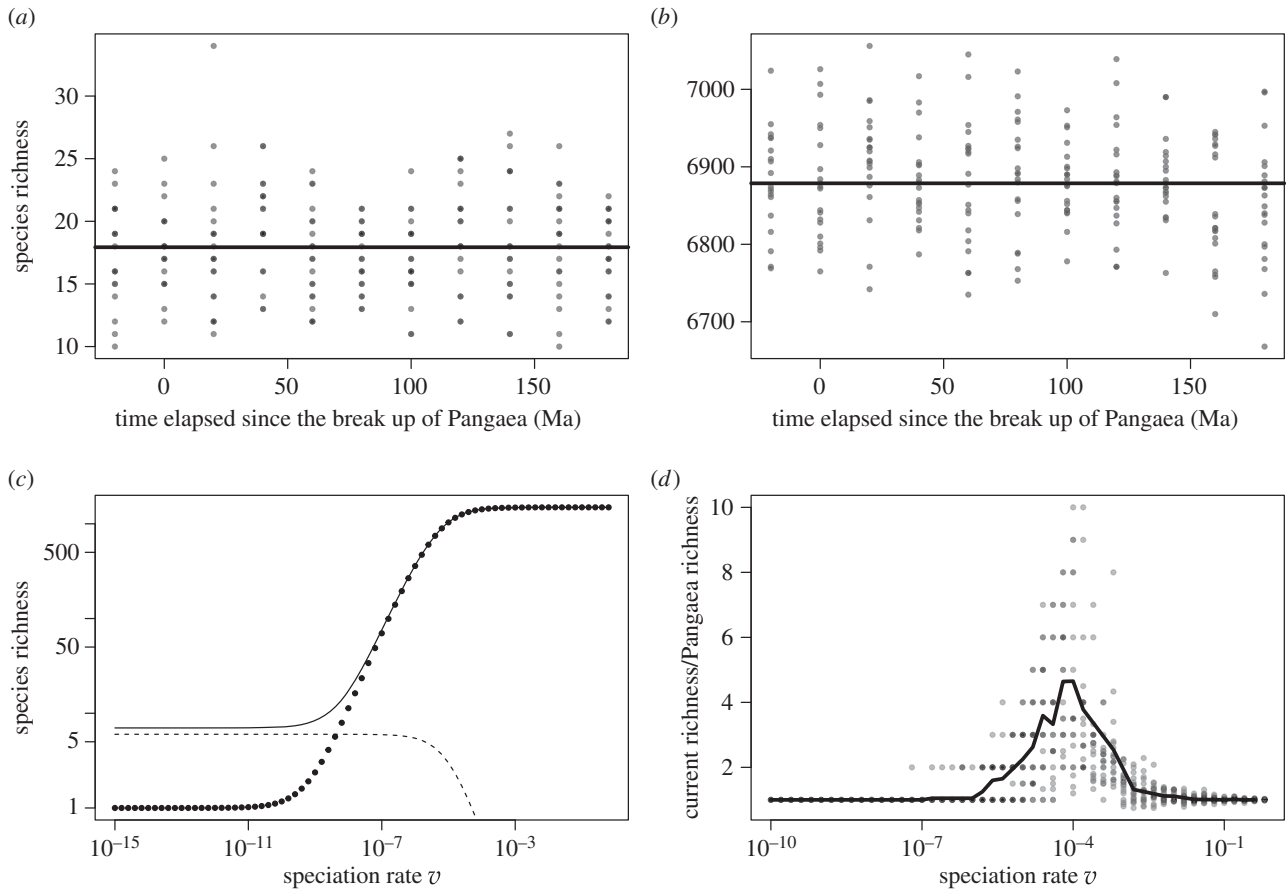 (a)
species richness
30
25
20
15
10
0 50 100 150
time elapsed since the break up of Pangaea (Ma)
(b)
7000
6900
6800
6700
0 50 100 150
time elapsed since the break up of Pangaea (Ma)
(c)
species richness
500
50
5
1
10⁻¹⁵ 10⁻¹¹ 10⁻⁷ 10⁻³
speciation rate v
(d)
current richness/Pangaea richness
10
8
6
4
2
10⁻¹⁰ 10⁻⁷ 10⁻⁴ 10⁻¹
speciation rate v